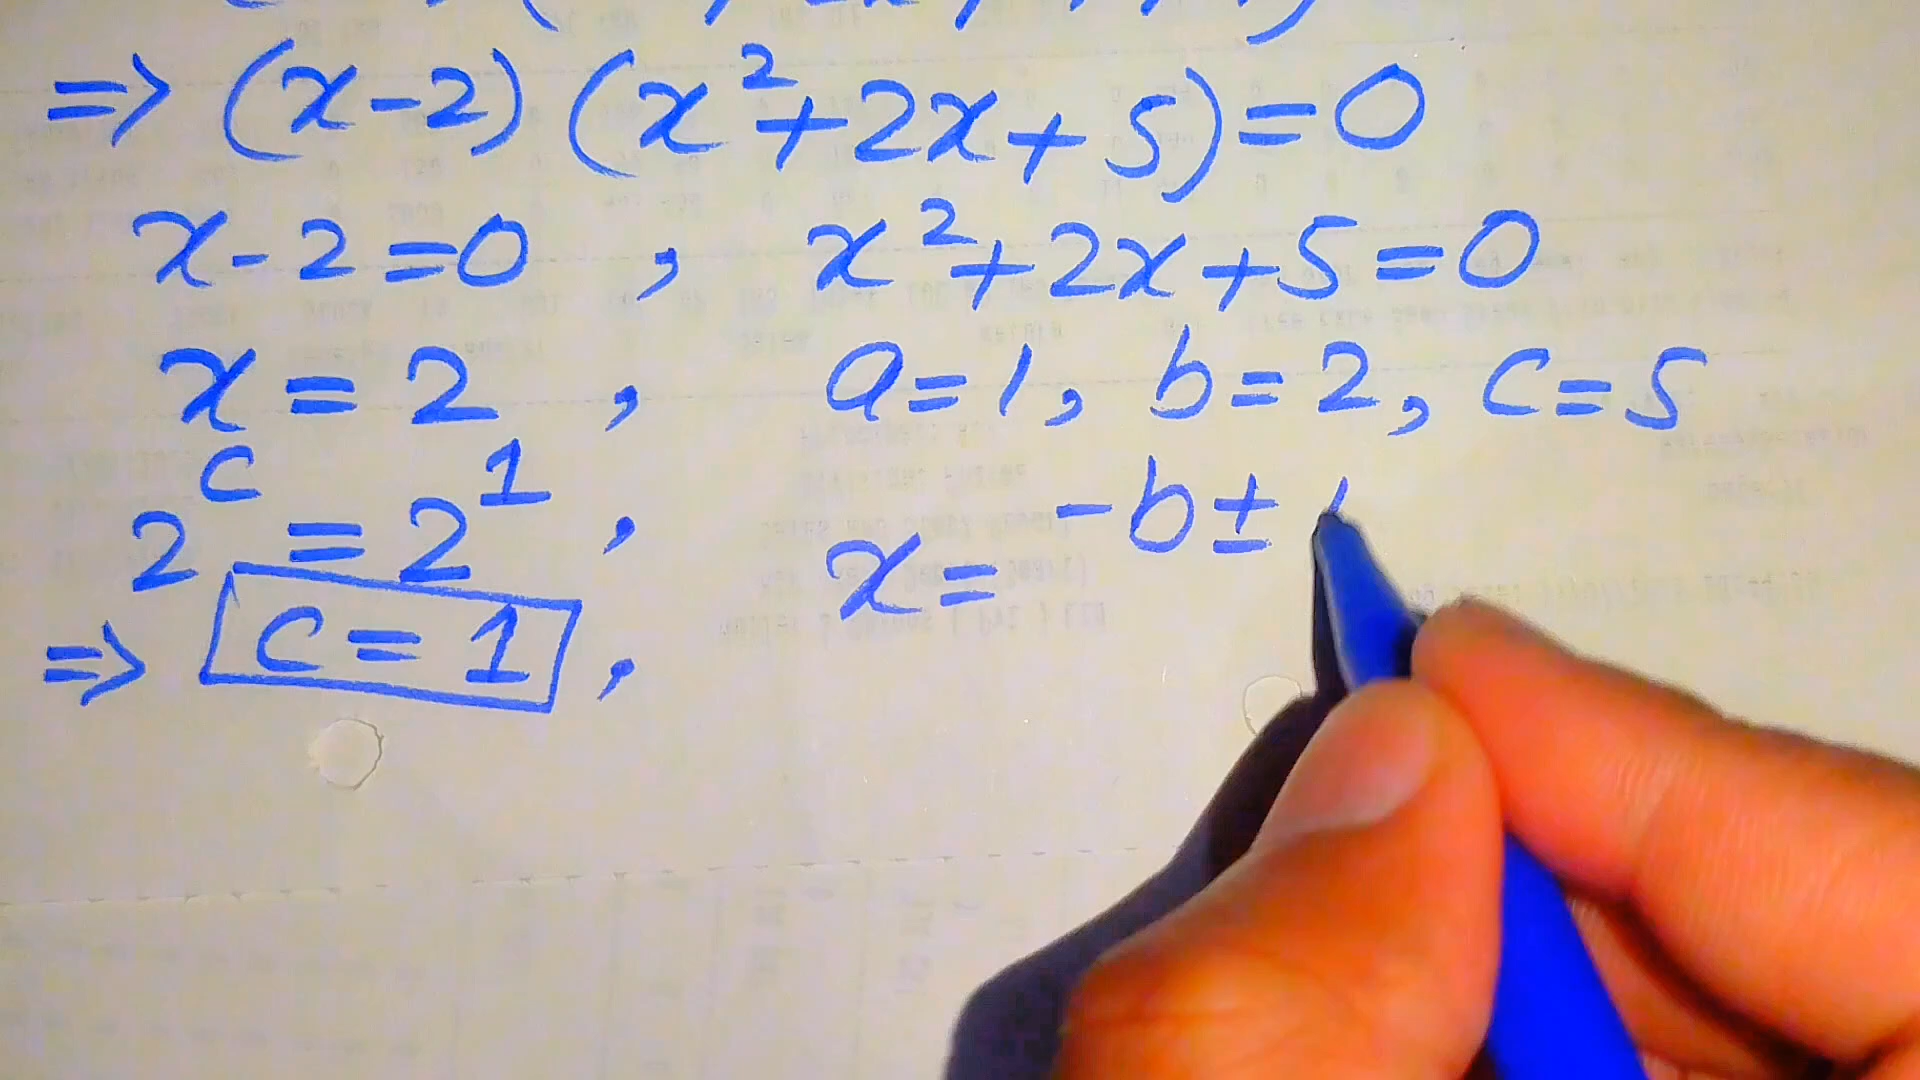 => (x-2)(x²+2x+5)=0
x-2=0 , x²+2x+5=0
x=2 , a=1, b=2, c=5
2^c = 2^1 , x= -b±
=> c=1 ,